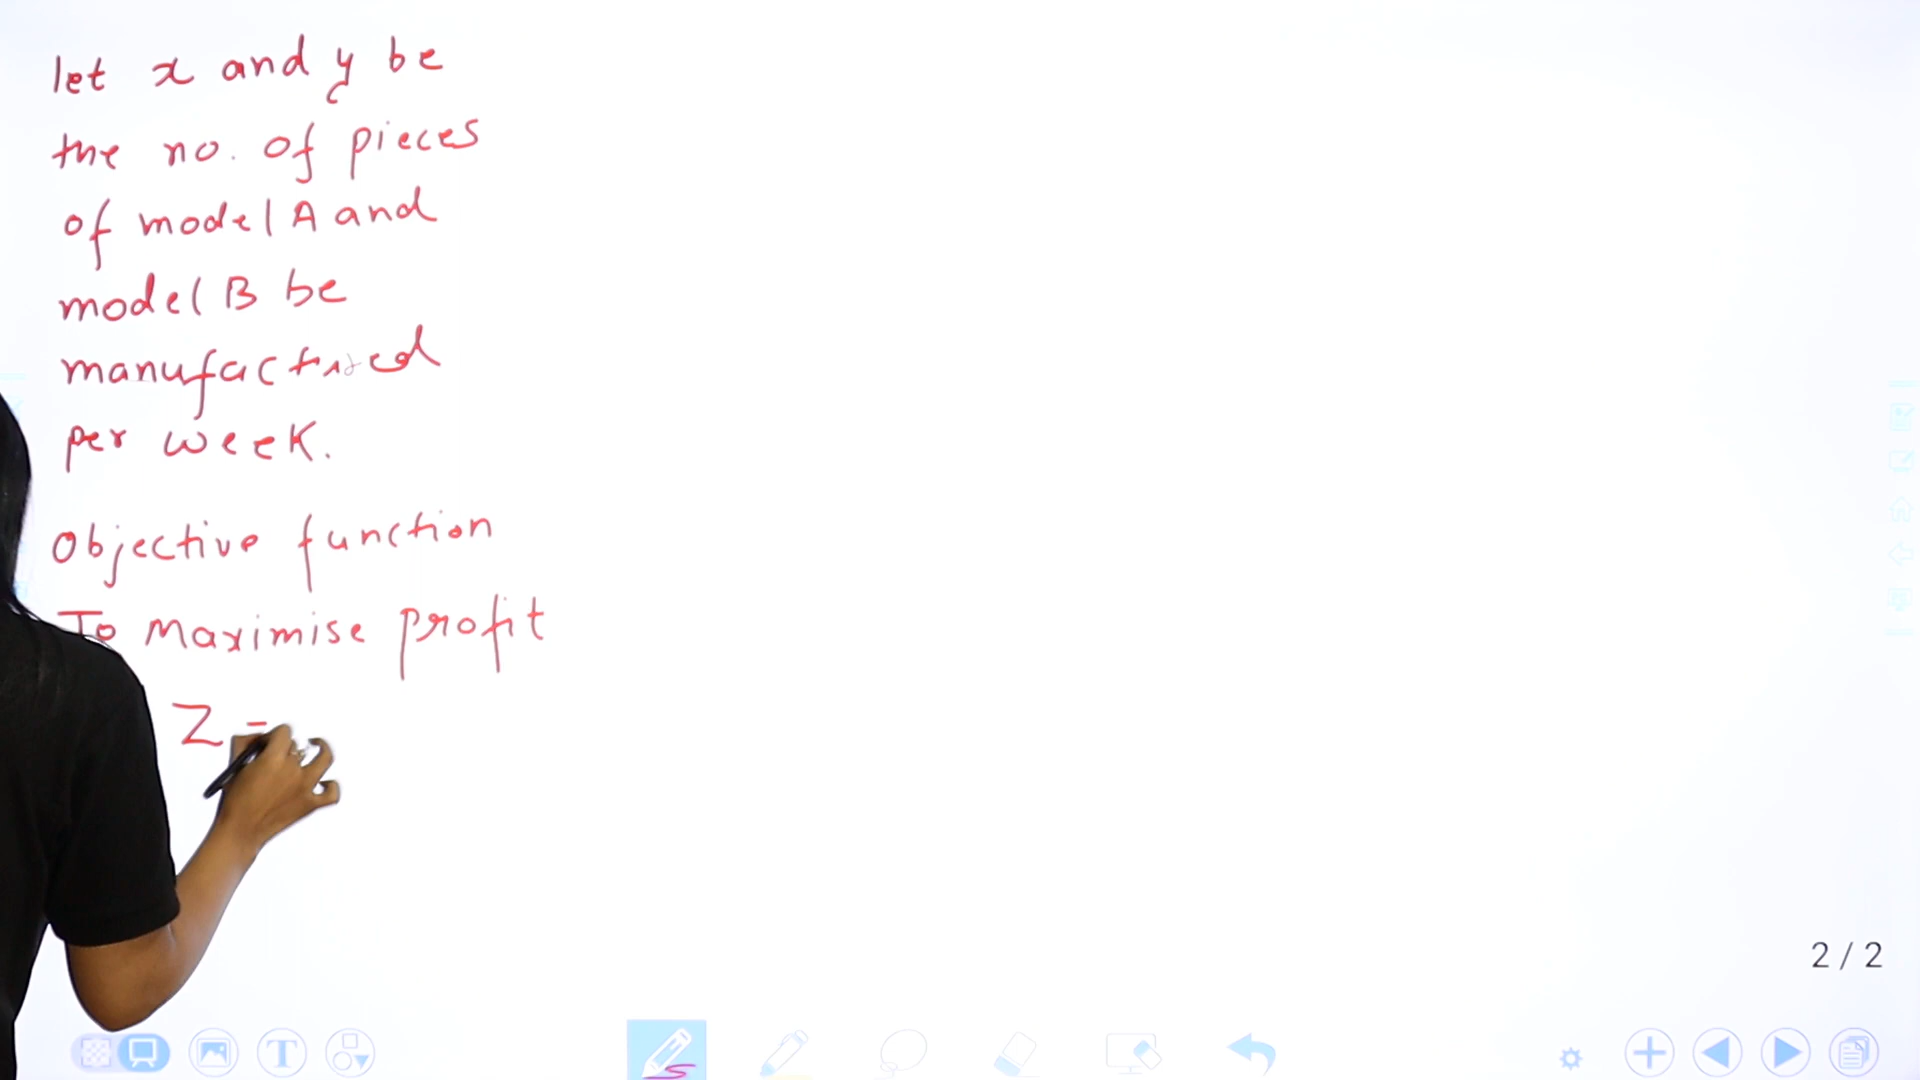 let x and y be
the no. of pieces
of model A and
model B be
manufactured
per week.
Objective function
To Maximise profit
Z =
2 / 2
T